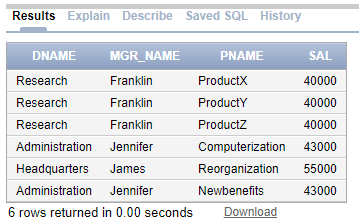 Results Explain Describe Saved SQL History
DNAME MGR_NAME PNAME SAL
Research Franklin ProductX 40000
Research Franklin ProductY 40000
Research Franklin ProductZ 40000
Administration Jennifer Computerization 43000
Headquarters James Reorganization 55000
Administration Jennifer Newbenefits 43000
6 rows returned in 0.00 seconds Download